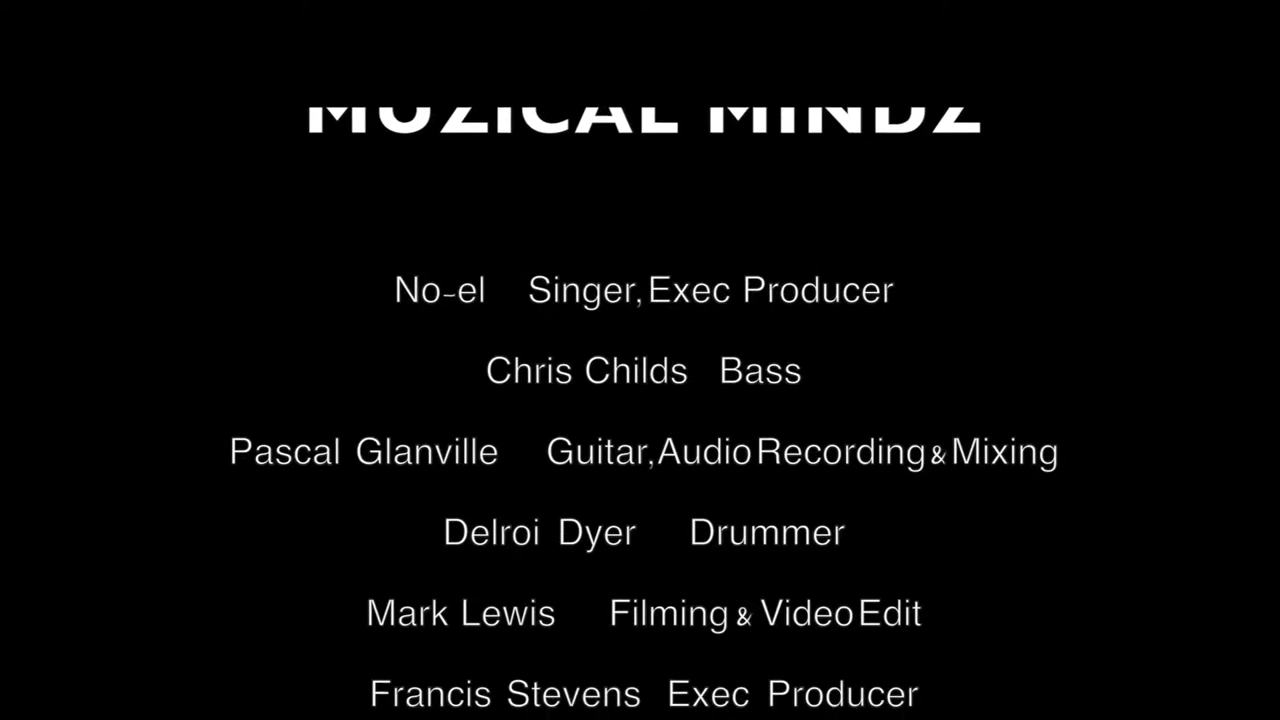 MUZICAL MINDZ
No-el Singer, Exec Producer
Chris Childs Bass
Pascal Glanville Guitar, Audio Recording & Mixing
Delroi Dyer Drummer
Mark Lewis Filming & Video Edit
Francis Stevens Exec Producer